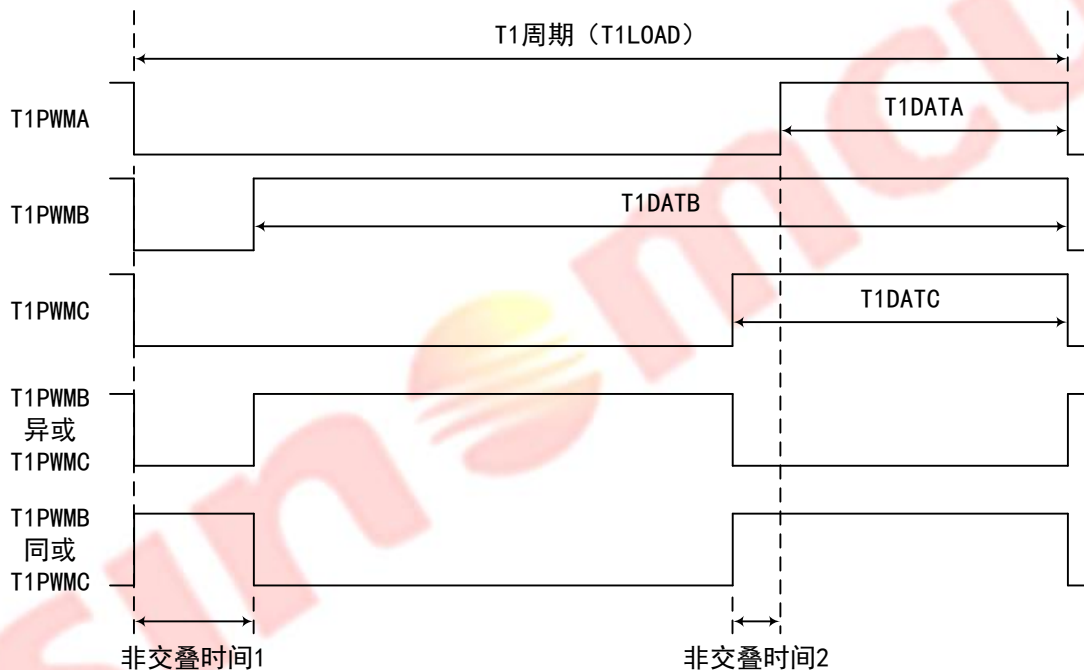 T1周期（T1LOAD）
T1PWMA
T1DATA
T1PWMB
T1DATB
T1PWMC
T1DATC
T1PWMB
异或
T1PWMC
T1PWMB
同或
T1PWMC
非交叠时间1
非交叠时间2
sinomcu